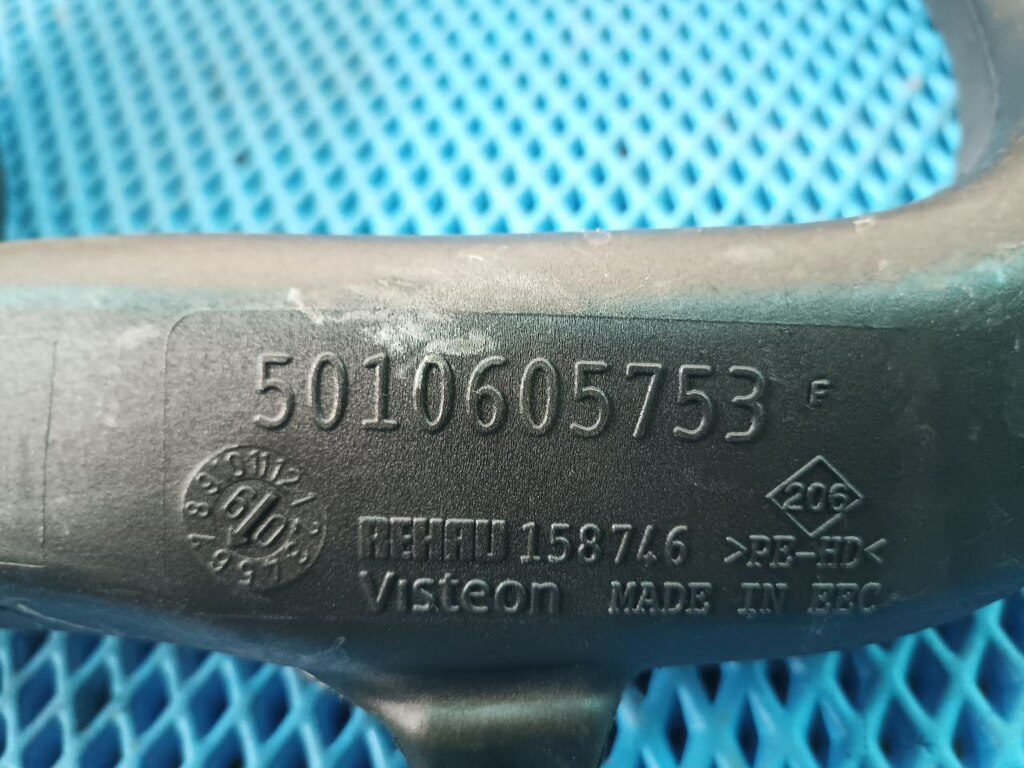 5010605753 F
206
REHAU 158746 >PE-HD<
Visteon MADE IN EEC